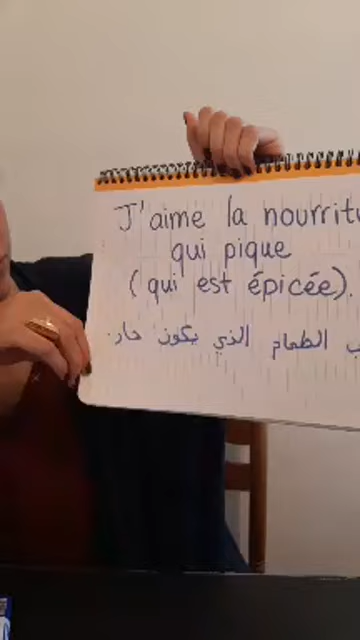 J'aime la nourritu
qui pique
(qui est épicée).
ب الطعام الذي يكون حار.